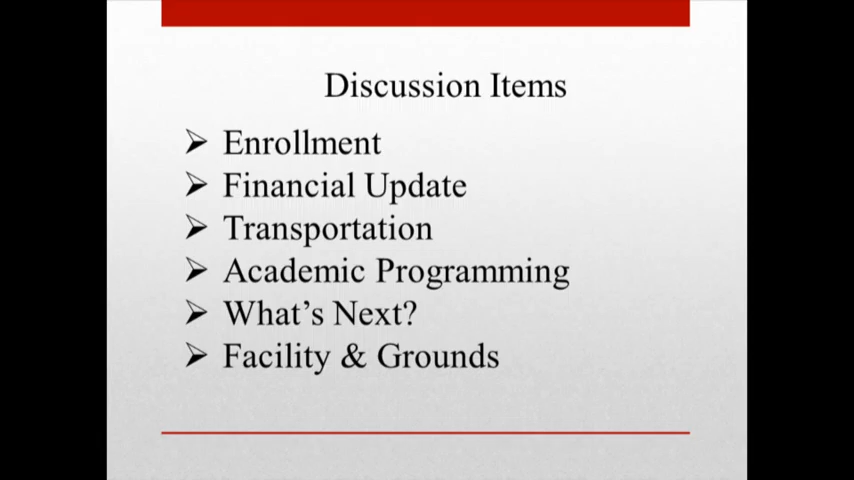 Discussion Items
➢ Enrollment
➢ Financial Update
➢ Transportation
➢ Academic Programming
➢ What’s Next?
➢ Facility & Grounds